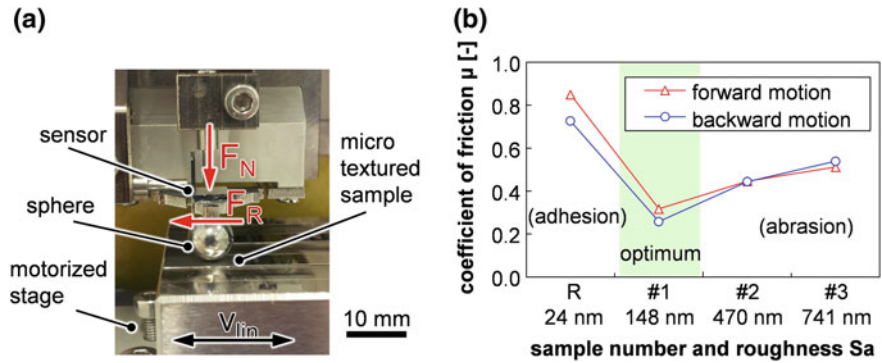 (a)
sensor
sphere
motorized
stage
F_N
F_R
micro
textured
sample
V_lin
10 mm
(b)
coefficient of friction μ [-]
1.0
0.8
0.6
0.4
0.2
0.0
forward motion
backward motion
(adhesion)
optimum
(abrasion)
R #1 #2 #3
24 nm 148 nm 470 nm 741 nm
sample number and roughness Sa